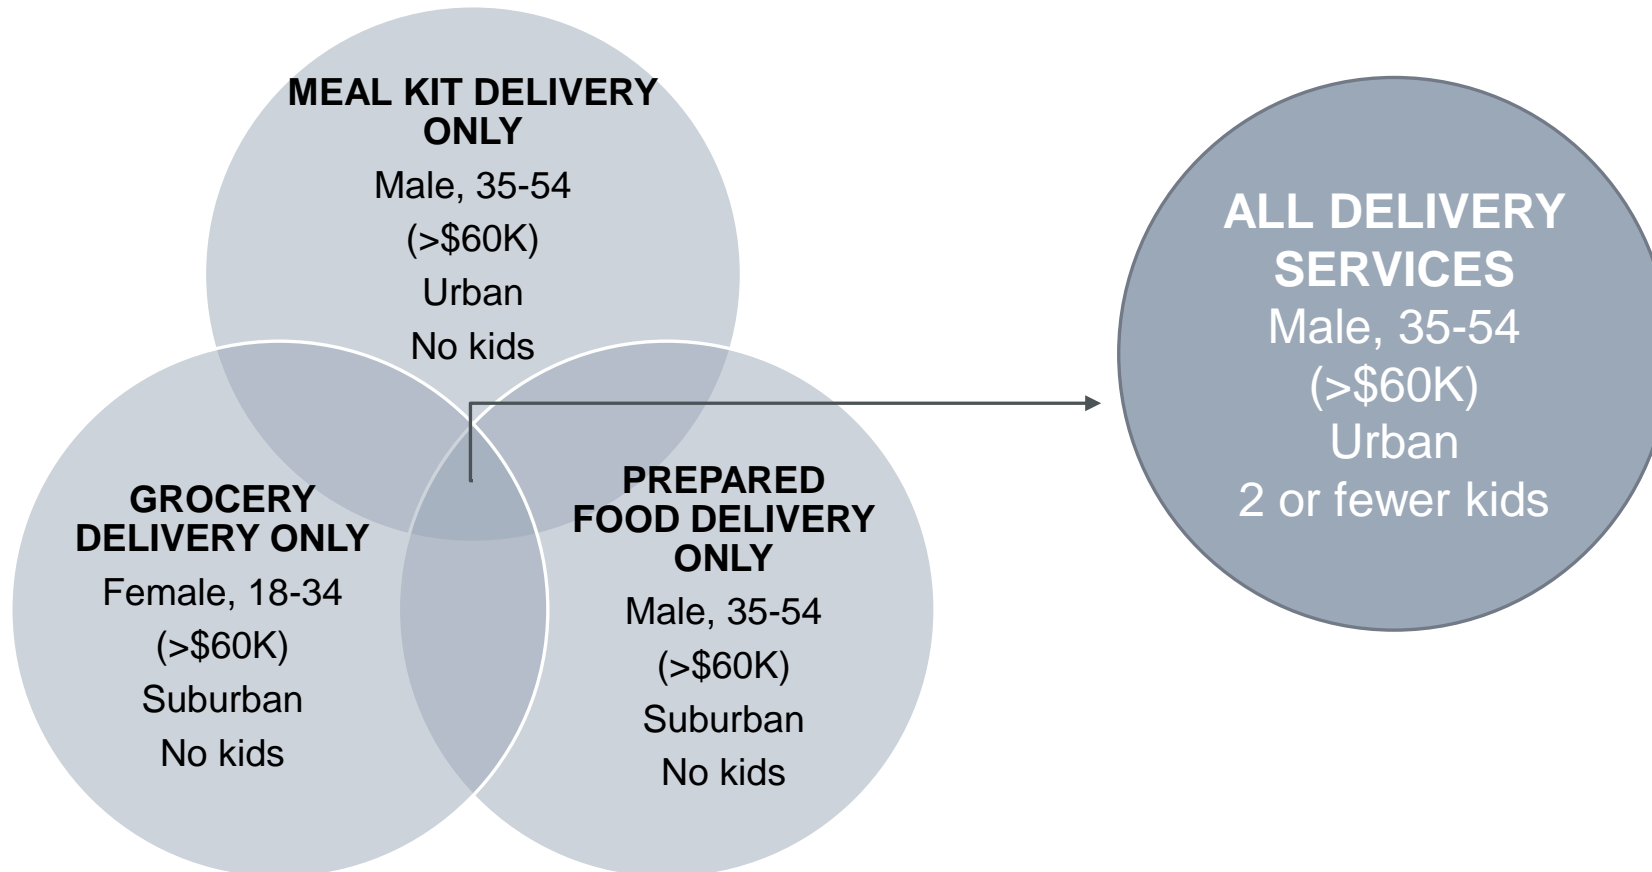 MEAL KIT DELIVERY
ONLY
Male, 35-54
(>$60K)
Urban
No kids
GROCERY
DELIVERY ONLY
Female, 18-34
(>$60K)
Suburban
No kids
PREPARED
FOOD DELIVERY
ONLY
Male, 35-54
(>$60K)
Suburban
No kids
ALL DELIVERY
SERVICES
Male, 35-54
(>$60K)
Urban
2 or fewer kids